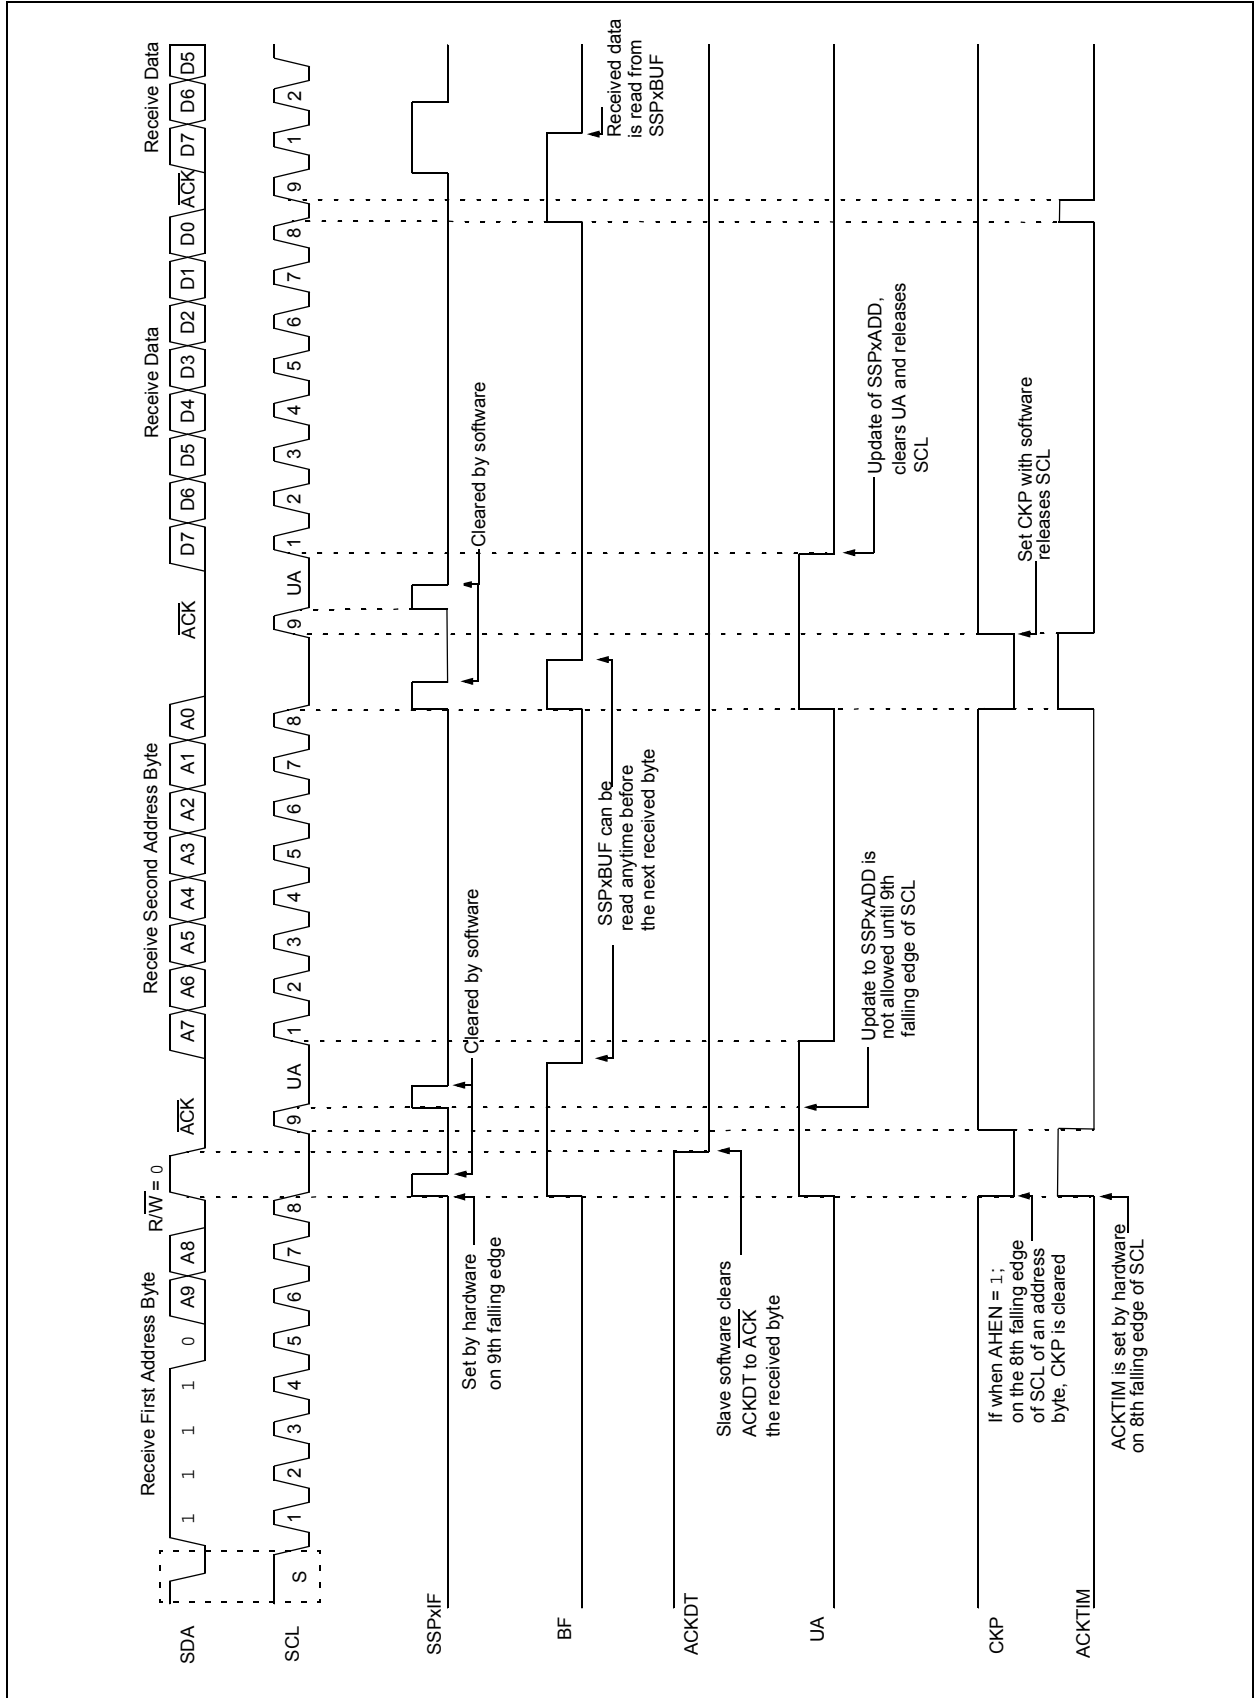 Receive First Address Byte
R/W = 0
ACK
Receive Second Address Byte
ACK
Receive Data
ACK
Receive Data
SDA
1 1 1 1 0 A9 A8
A7 A6 A5 A4 A3 A2 A1 A0
D7 D6 D5 D4 D3 D2 D1 D0
D7 D6 D5
SCL
S
1 2 3 4 5 6 7 8 9 UA
1 2 3 4 5 6 7 8 9 UA
1 2 3 4 5 6 7 8 9
1 2
SSPxIF
Set by hardware
on 9th falling edge
Cleared by software
Cleared by software
BF
SSPxBUF can be
read anytime before
the next received byte
Received data
is read from
SSPxBUF
ACKDT
Slave software clears
ACKDT to ACK
the received byte
UA
Update to SSPxADD is
not allowed until 9th
falling edge of SCL
Update of SSPxADD,
clears UA and releases
SCL
CKP
If when AHEN = 1;
on the 8th falling edge
of SCL of an address
byte, CKP is cleared
Set CKP with software
releases SCL
ACKTIM
ACKTIM is set by hardware
on 8th falling edge of SCL